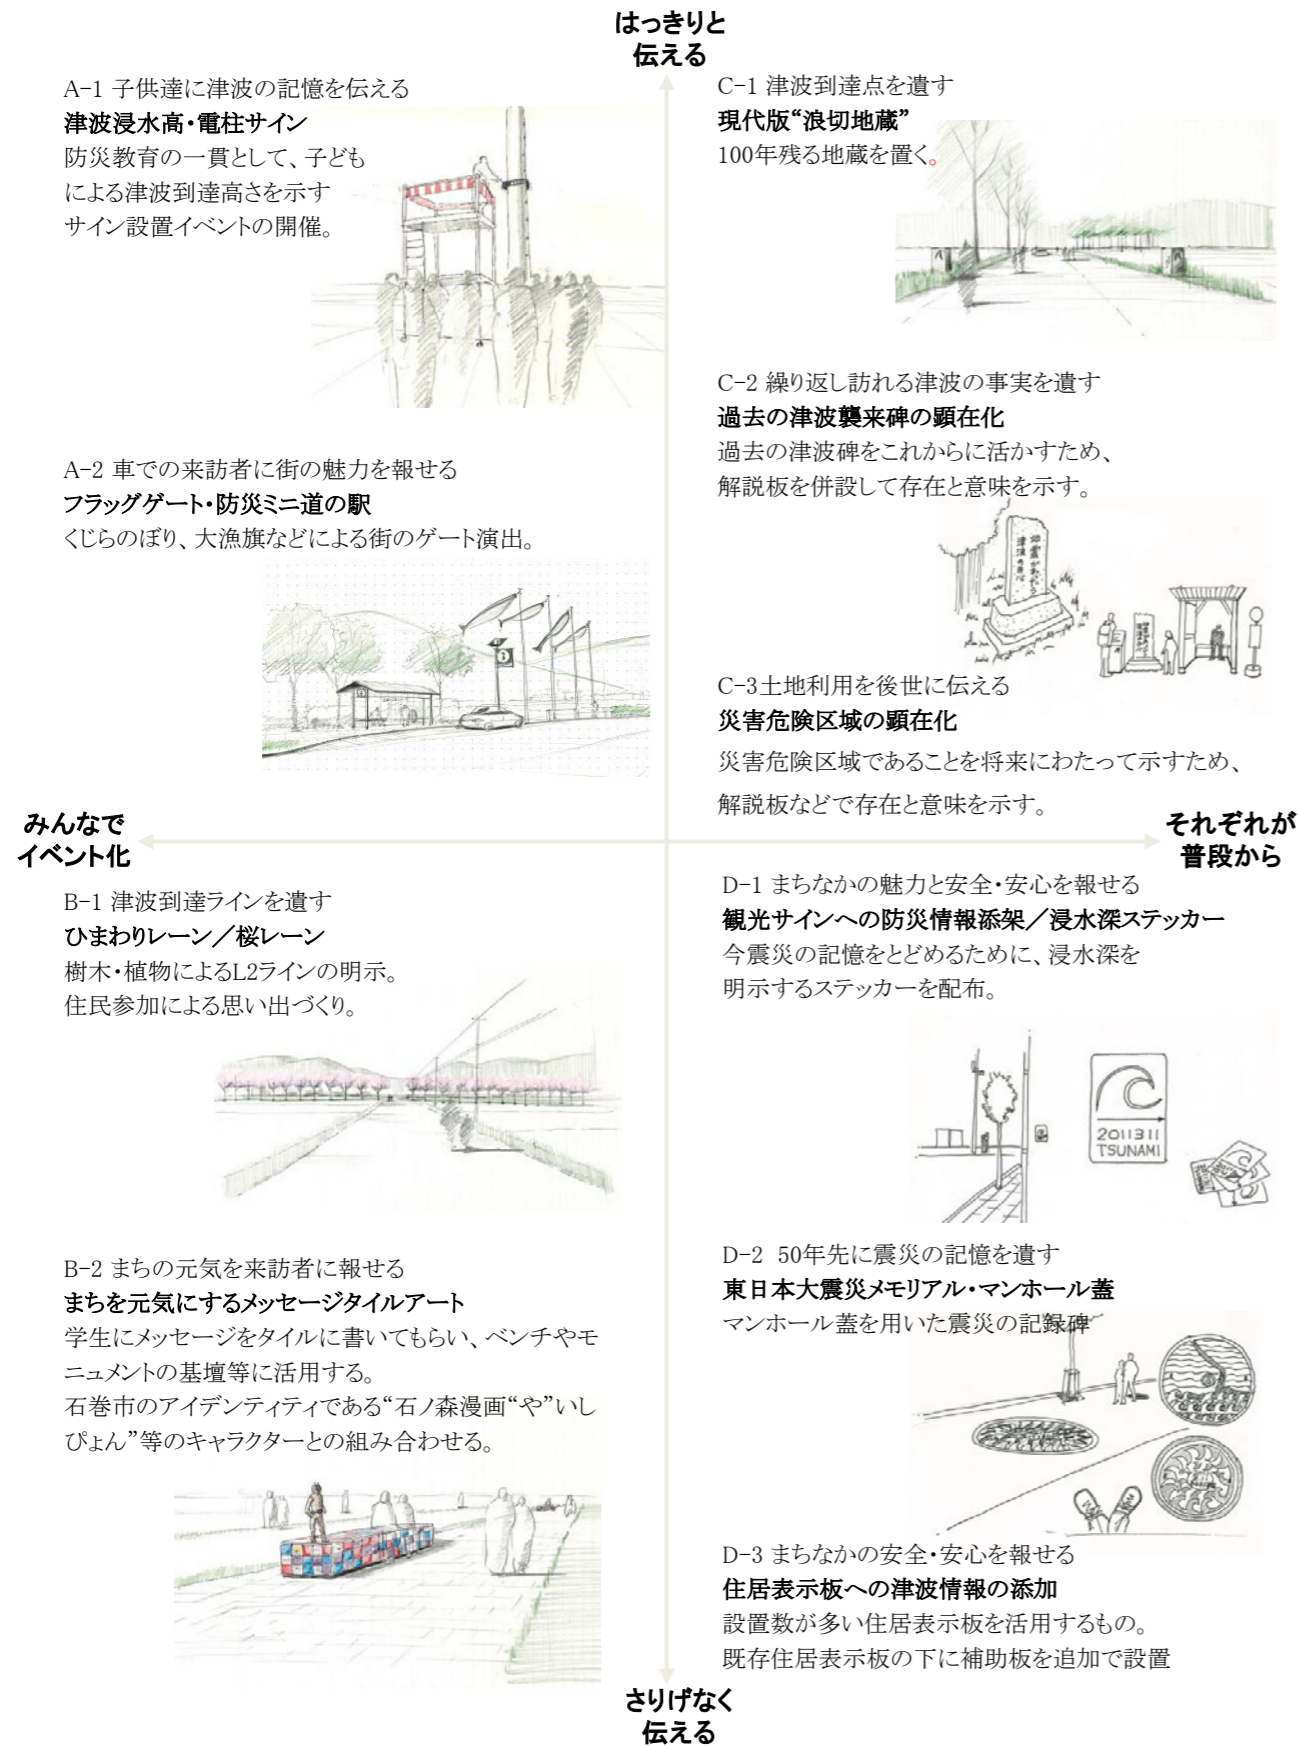 はっきりと
伝える
A-1 子供達に津波の記憶を伝える
津波浸水高・電柱サイン
防災教育の一貫として、子ども
による津波到達高さを示す
サイン設置イベントの開催。
A-2 車での来訪者に街の魅力を報せる
フラッグゲート・防災ミニ道の駅
くじらのぼり、大漁旗などによる街のゲート演出。
C-1 津波到達点を遺す
現代版“浪切地蔵”
100年残る地蔵を置く。
C-2 繰り返し訪れる津波の事実を遺す
過去の津波襲来碑の顕在化
過去の津波碑をこれからに活かすため、
解説板を併設して存在と意味を示す。
地震があったら
津波の用心
C-3土地利用を後世に伝える
災害危険区域の顕在化
災害危険区域であることを将来にわたって示すため、
解説板などで存在と意味を示す。
みんなで
イベント化
それぞれが
普段から
B-1 津波到達ラインを遺す
ひまわりレーン／桜レーン
樹木・植物によるL2ラインの明示。
住民参加による思い出づくり。
B-2 まちの元気を来訪者に報せる
まちを元気にするメッセージタイルアート
学生にメッセージをタイルに書いてもらい、ベンチやモ
ニュメントの基壇等に活用する。
石巻市のアイデンティティである“石ノ森漫画“や”いし
ぴょん”等のキャラクターとの組み合わせる。
D-1 まちなかの魅力と安全・安心を報せる
観光サインへの防災情報添架／浸水深ステッカー
今震災の記憶をとどめるために、浸水深を
明示するステッカーを配布。
2011311
TSUNAMI
D-2 50年先に震災の記憶を遺す
東日本大震災メモリアル・マンホール蓋
マンホール蓋を用いた震災の記録碑
D-3 まちなかの安全・安心を報せる
住居表示板への津波情報の添加
設置数が多い住居表示板を活用するもの。
既存住居表示板の下に補助板を追加で設置
さりげなく
伝える